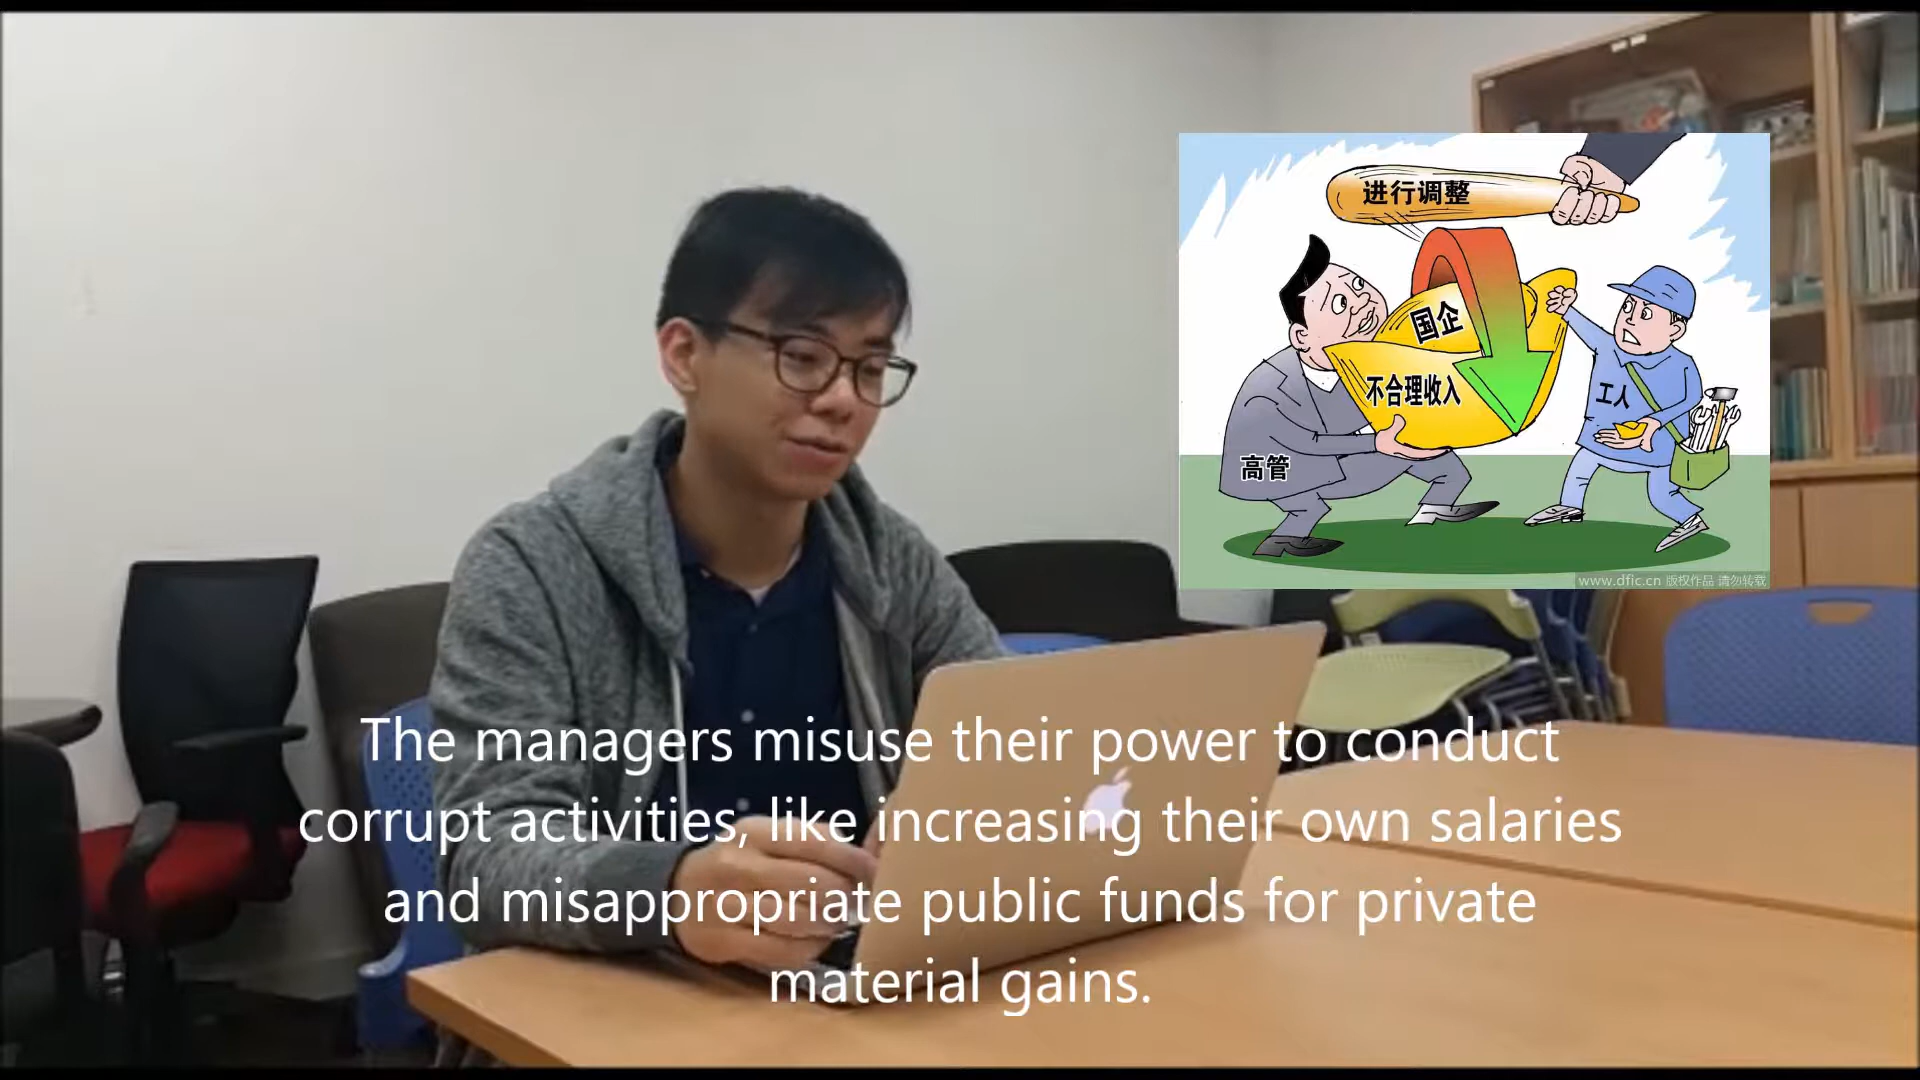 进行调整
国企
不合理收入
工人
高管
www.dfic.cn 版权作品 请勿转载
The managers misuse their power to conduct
corrupt activities, like increasing their own salaries
and misappropriate public funds for private
material gains.